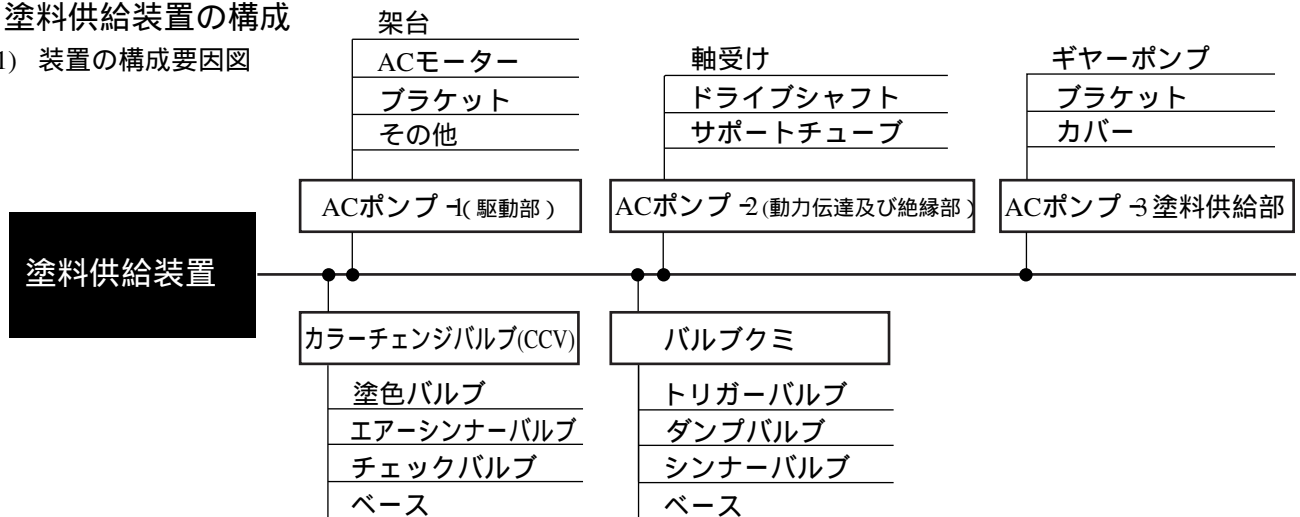 塗料供給装置の構成
1) 装置の構成要因図
架台
ACモーター
ブラケット
その他
ACポンプ-1(駆動部)
軸受け
ドライブシャフト
サポートチューブ
ACポンプ-2(動力伝達及び絶縁部)
ギヤーポンプ
ブラケット
カバー
ACポンプ-3塗料供給部
塗料供給装置
カラーチェンジバルブ(CCV)
塗色バルブ
エアーシンナーバルブ
チェックバルブ
ベース
バルブクミ
トリガーバルブ
ダンプバルブ
シンナーバルブ
ベース